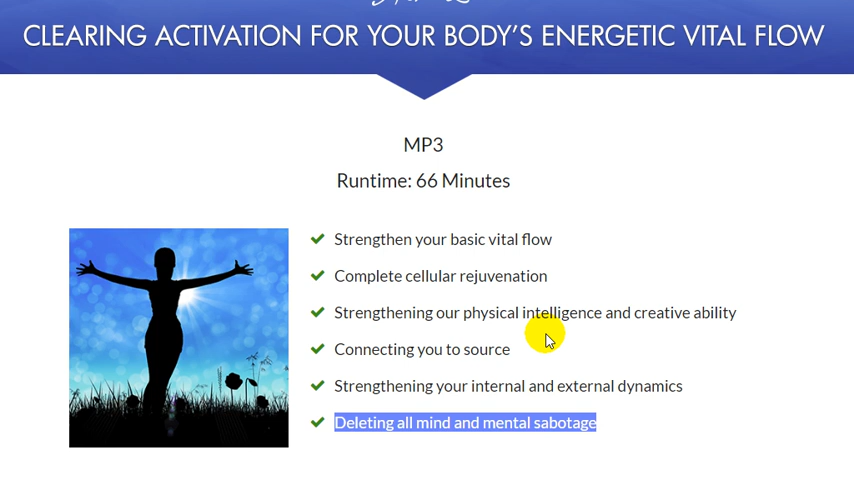 CLEARING ACTIVATION FOR YOUR BODY'S ENERGETIC VITAL FLOW
MP3
Runtime: 66 Minutes
Strengthen your basic vital flow
Complete cellular rejuvenation
Strengthening our physical intelligence and creative ability
Connecting you to source
Strengthening your internal and external dynamics
Deleting all mind and mental sabotage